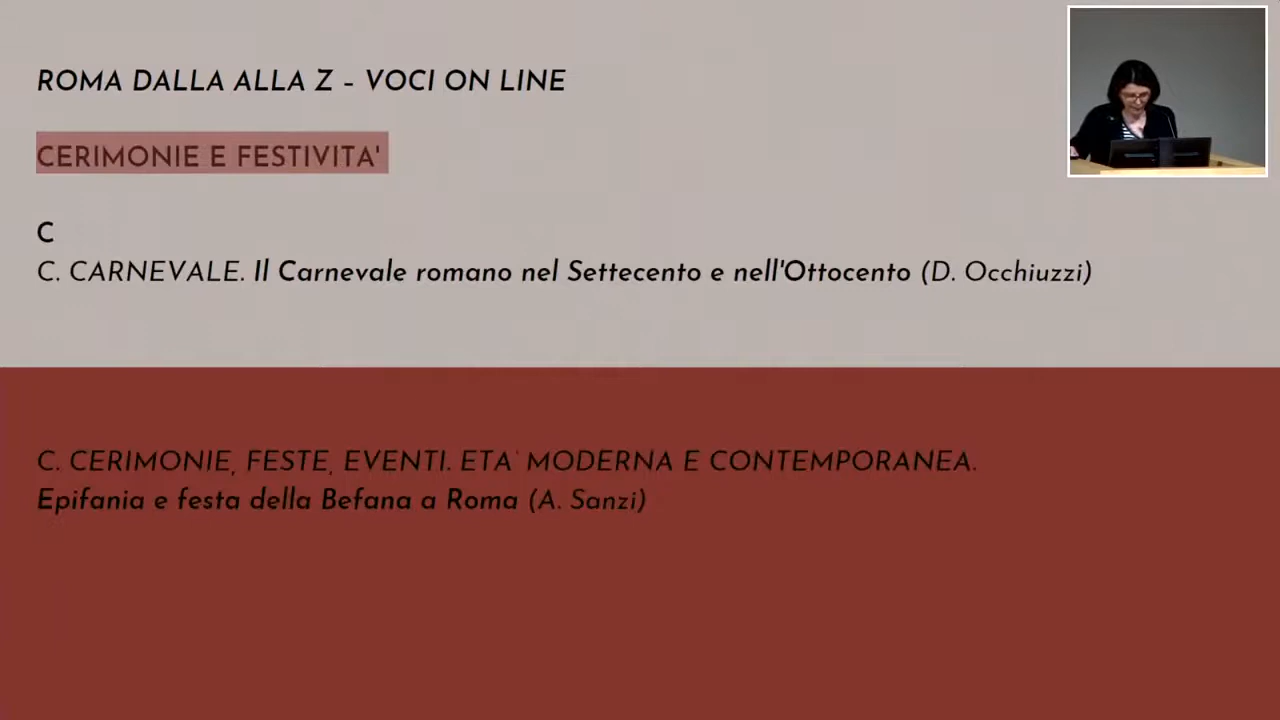 ROMA DALLA ALLA Z – VOCI ON LINE
CERIMONIE E FESTIVITA'
C
C. CARNEVALE. Il Carnevale romano nel Settecento e nell'Ottocento (D. Occhiuzzi)
C. CERIMONIE, FESTE, EVENTI. ETA' MODERNA E CONTEMPORANEA.
Epifania e festa della Befana a Roma (A. Sanzi)